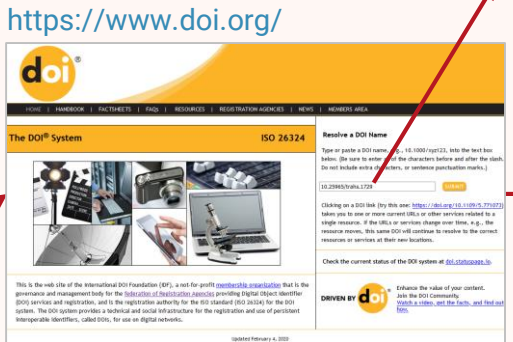 https://www.doi.org/
doi®
HOME | HANDBOOK | FACTSHEETS | FAQs | RESOURCES | REGISTRATION AGENCIES | NEWS | MEMBERS AREA
The DOI® System
ISO 26324
This is the web site of the International DOI Foundation (IDF), a not-for-profit membership organization that is the
governance and management body for the federation of Registration Agencies providing Digital Object Identifier
(DOI) services and registration, and is the registration authority for the ISO standard (ISO 26324) for the DOI
system. The DOI system provides a technical and social infrastructure for the registration and use of persistent
interoperable identifiers, called DOIs, for use on digital networks.
Resolve a DOI Name
Type or paste a DOI name, e.g., 10.1000/xyz123, into the text box
below. (Be sure to enter all of the characters before and after the slash.
Do not include extra characters, or sentence punctuation marks.)
10.23965/trahs.1720
SUBMIT
Clicking on a DOI link (try this one: https://doi.org/10.1109/5.771073)
takes you to one or more current URLs or other services related to a
single resource. If the URLs or services change over time, e.g., the
resource moves, this same DOI will continue to resolve to the correct
resources or services at their new locations.
Check the current status of the DOI system at doi.statuspage.io.
DRIVEN BY doi®
Enhance the value of your content.
Join the DOI Community.
Watch a video, get the facts, and find out
Updated February 4, 2020